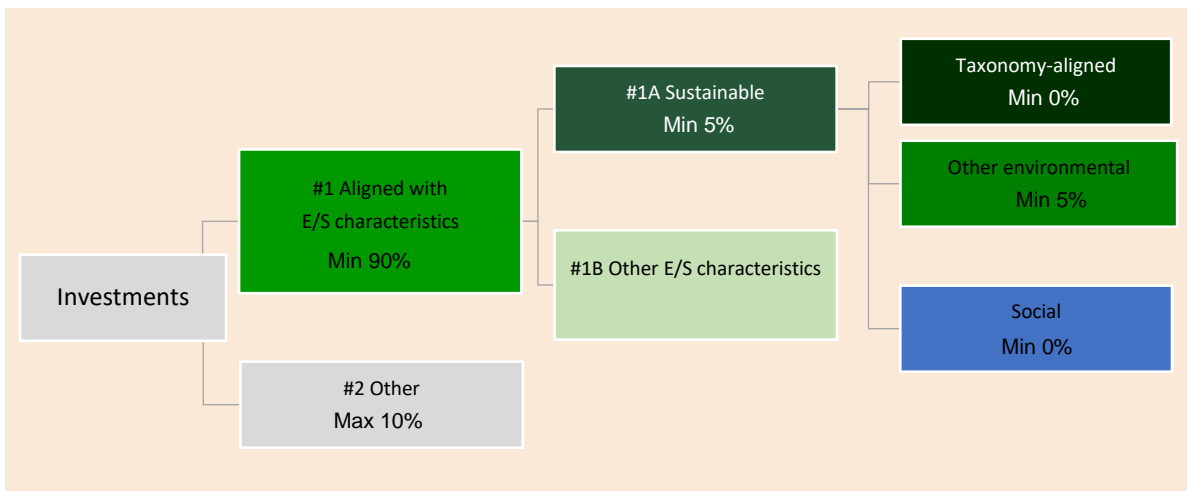 Investments
#1 Aligned with
E/S characteristics
Min 90%
#2 Other
Max 10%
#1A Sustainable
Min 5%
#1B Other E/S characteristics
Taxonomy-aligned
Min 0%
Other environmental
Min 5%
Social
Min 0%